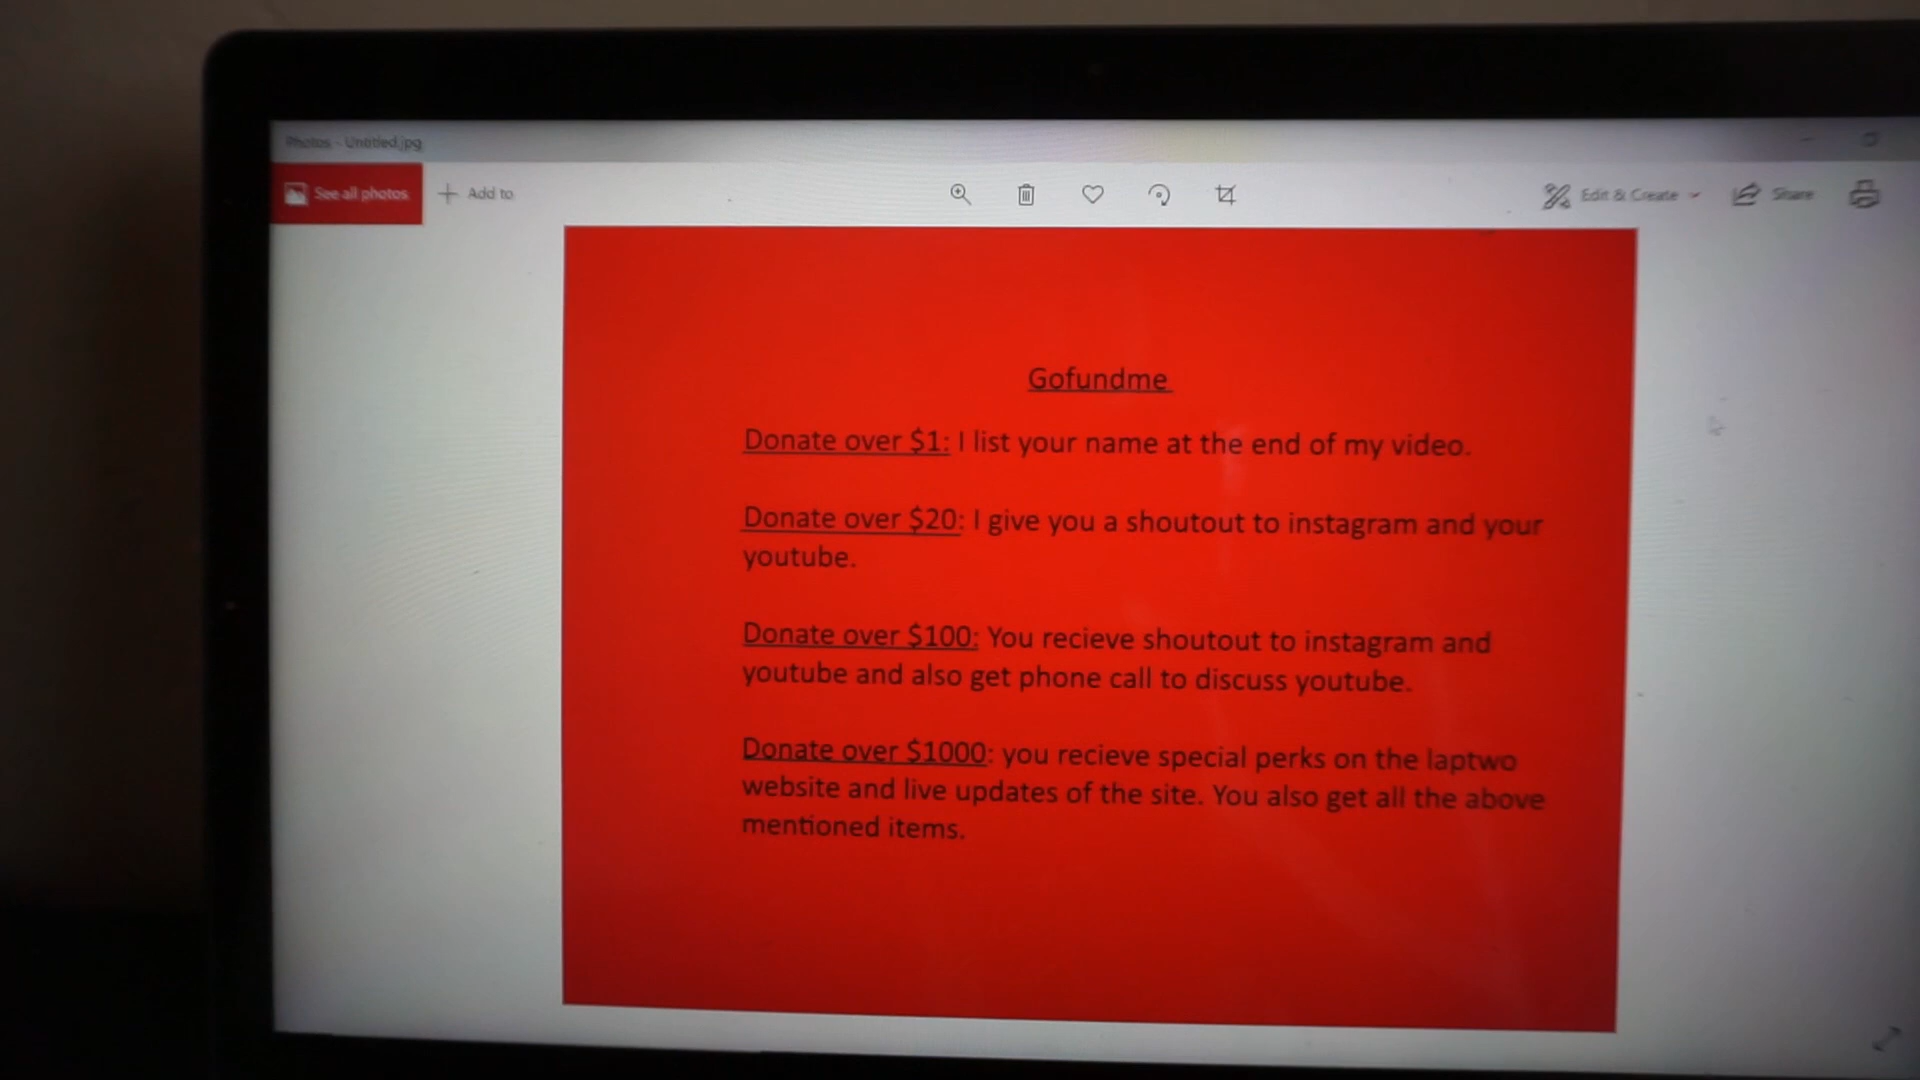 Photos - Untitled.jpg
See all photos
Add to
Edit & Create
Share
Gofundme
Donate over $1: I list your name at the end of my video.
Donate over $20: I give you a shoutout to instagram and your
youtube.
Donate over $100: You recieve shoutout to instagram and
youtube and also get phone call to discuss youtube.
Donate over $1000: you recieve special perks on the laptwo
website and live updates of the site. You also get all the above
mentioned items.